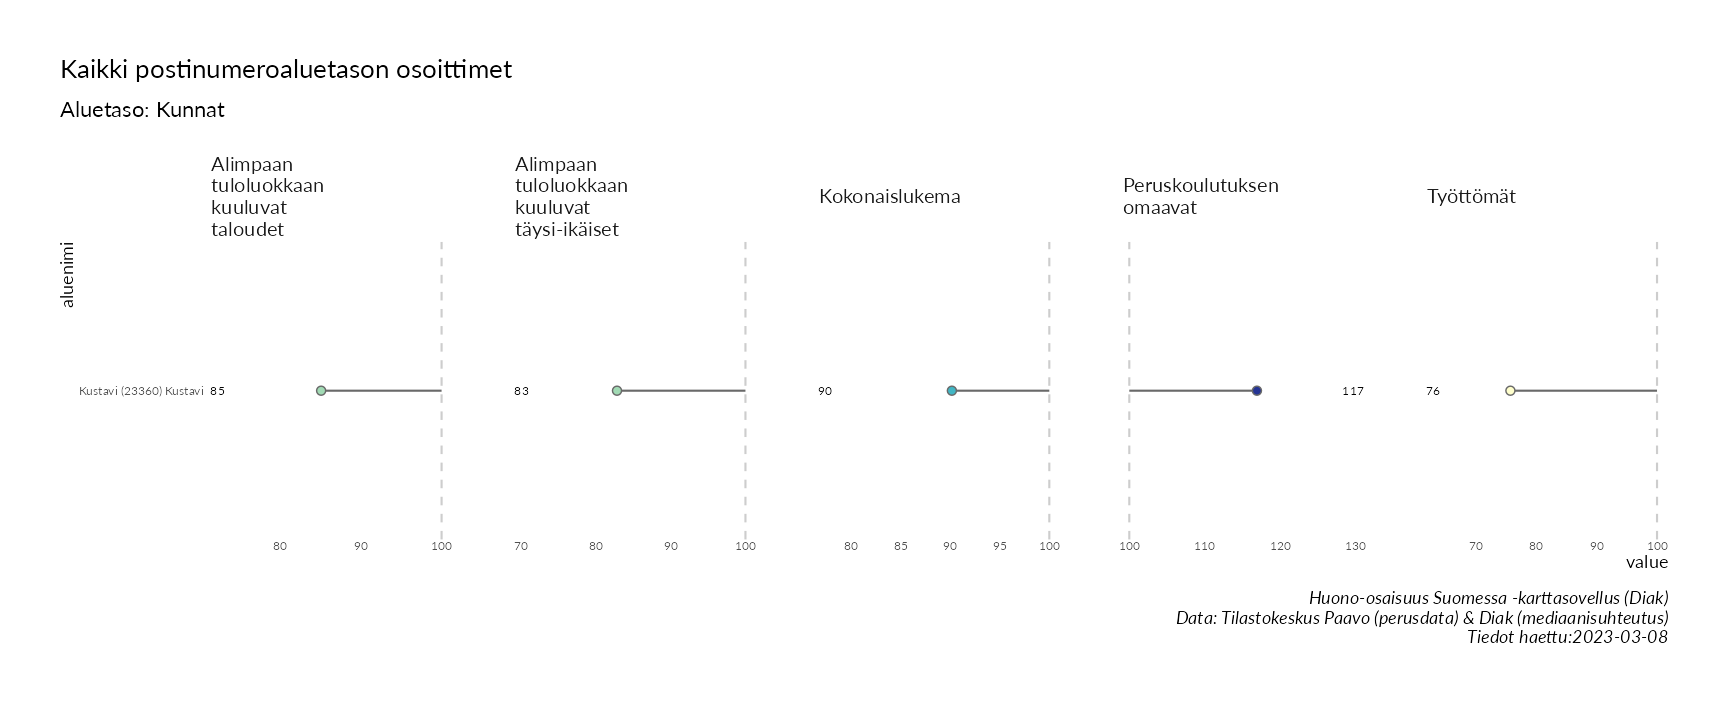 Kaikki postinumeroaluetason osoittimet
Aluetaso: Kunnat
Alimpaan
tuloluokkaan
kuuluvat
taloudet
Alimpaan
tuloluokkaan
kuuluvat
täysi-ikäiset
Kokonaislukema
Peruskoulutuksen
omaavat
Työttömät
aluenimi
Kustavi (23360) Kustavi 85 83 90 117 76
80 90 100 70 80 90 100 80 85 90 95 100 100 110 120 130 70 80 90 100
value
Huono-osaisuus Suomessa -karttasovellus (Diak)
Data: Tilastokeskus Paavo (perusdata) & Diak (mediaanisuhteutus)
Tiedot haettu:2023-03-08